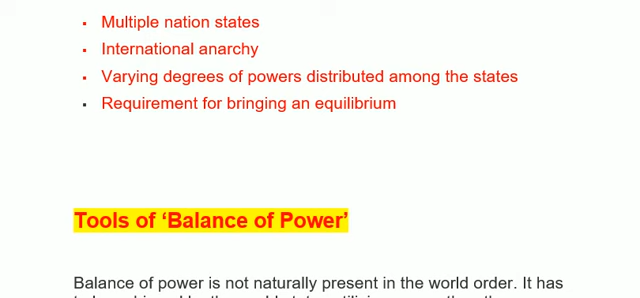 ▪ Multiple nation states
▪ International anarchy
▪ Varying degrees of powers distributed among the states
▪ Requirement for bringing an equilibrium
Tools of ‘Balance of Power’
Balance of power is not naturally present in the world order. It has